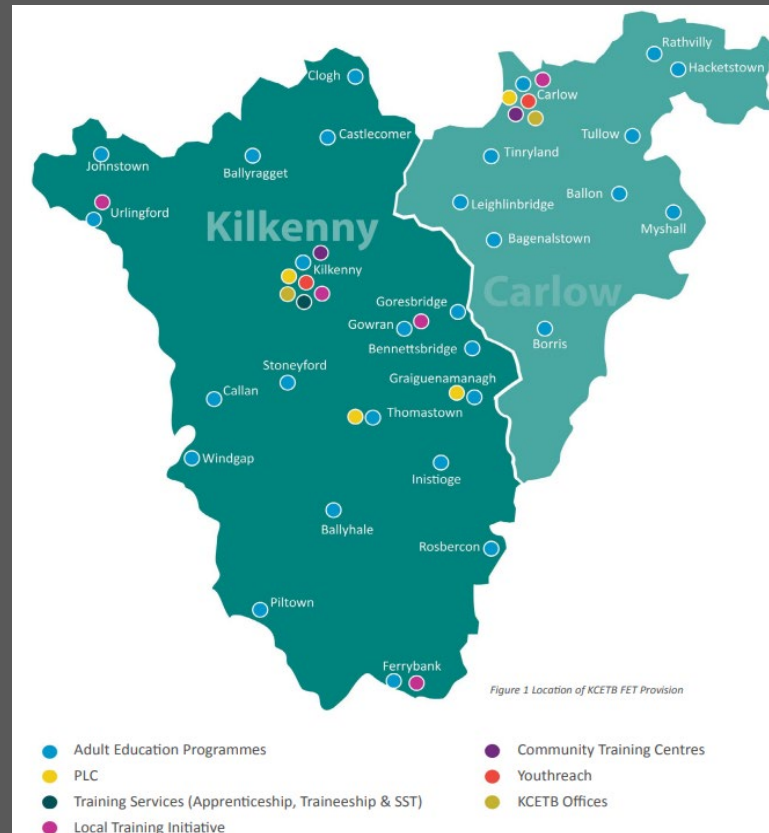 Rathvilly
Hacketstown
Clogh
Carlow
Castlecomer
Tullow
Johnstown
Ballyragget
Tinryland
Urlingford
Leighlinbridge
Ballon
Myshall
Kilkenny
Bagenalstown
Kilkenny
Carlow
Goresbridge
Gowran
Borris
Bennettsbridge
Stoneyford
Graiguenamanagh
Callan
Thomastown
Windgap
Inistioge
Ballyhale
Rosbercon
Piltown
Ferrybank
Figure 1 Location of KCETB FET Provision
Adult Education Programmes
PLC
Training Services (Apprenticeship, Traineeship & SST)
Local Training Initiative
Community Training Centres
Youthreach
KCETB Offices